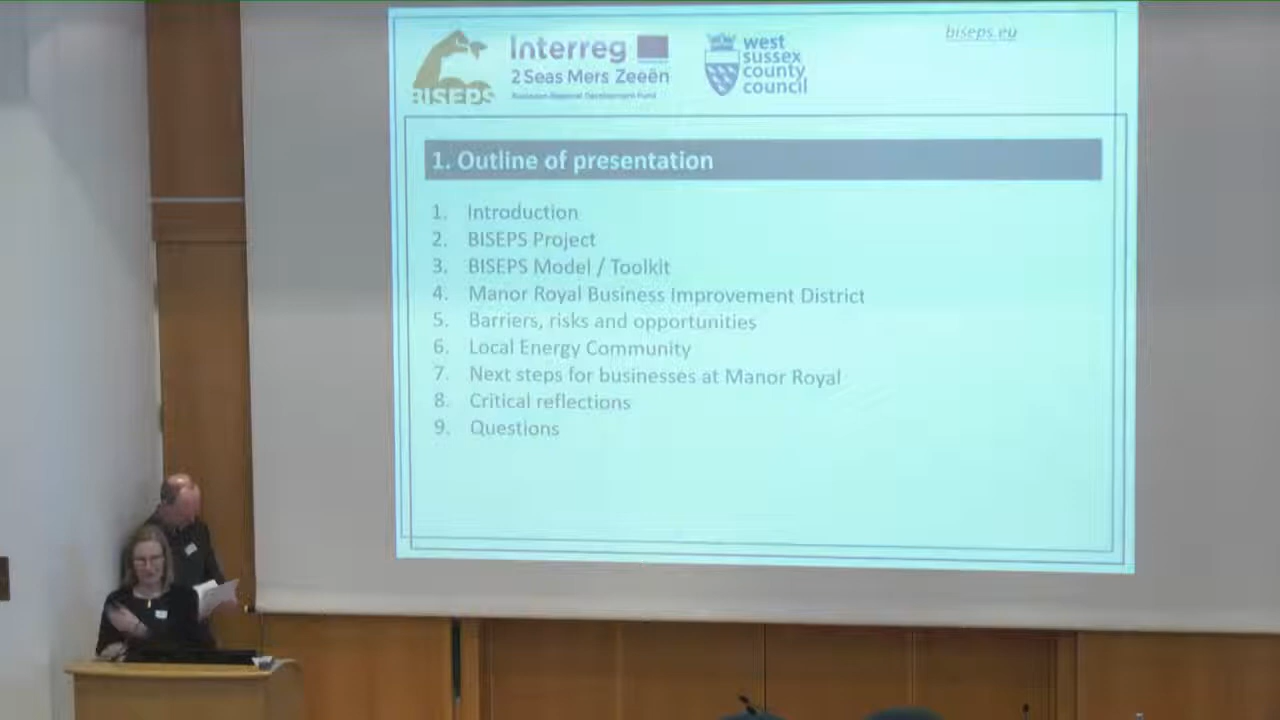 biseps.eu
BISEPS
Interreg
2 Seas Mers Zeeën
European Regional Development Fund
west
sussex
county
council
1. Outline of presentation
1. Introduction
2. BISEPS Project
3. BISEPS Model / Toolkit
4. Manor Royal Business Improvement District
5. Barriers, risks and opportunities
6. Local Energy Community
7. Next steps for businesses at Manor Royal
8. Critical reflections
9. Questions